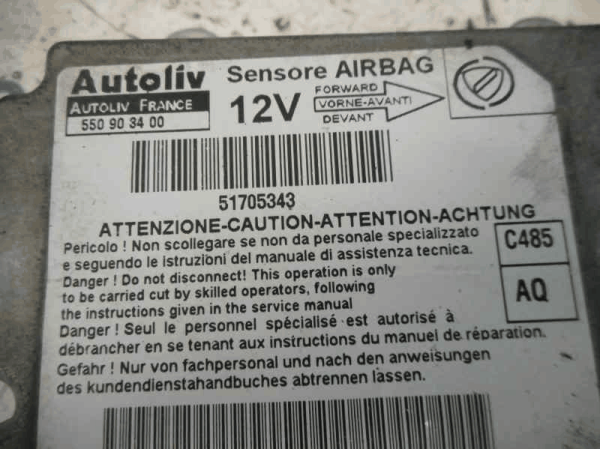 Autoliv
Sensore AIRBAG
AUTOLIV FRANCE
550 90 34 00
12V
FORWARD
VORNE-AVANTI
DEVANT
51705343
ATTENZIONE-CAUTION-ATTENTION-ACHTUNG
Pericolo ! Non scollegare se non da personale specializzato
e seguendo le istruzioni del manuale di assistenza tecnica.
Danger ! Do not disconnect! This operation is only
to be carried cut by skilled operators, following
the instructions given in the service manual
Danger ! Seul le personnel spécialisé est autorisé à
débrancher en se tenant aux instructions du manuel de réparation.
Gefahr ! Nur von fachpersonal und nach den anweisungen
des kundendienstahandbuches abtrennen lassen.
C485
AQ